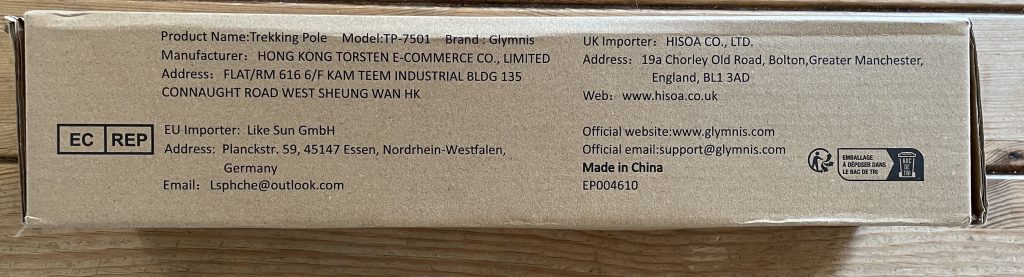 Product Name:Trekking Pole Model:TP-7501 Brand : Glymnis
Manufacturer: HONG KONG TORSTEN E-COMMERCE CO., LIMITED
Address: FLAT/RM 616 6/F KAM TEEM INDUSTRIAL BLDG 135
CONNAUGHT ROAD WEST SHEUNG WAN HK
EC REP
EU Importer: Like Sun GmbH
Address: Planckstr. 59, 45147 Essen, Nordrhein-Westfalen,
Germany
Email: Lsphche@outlook.com
UK Importer: HISOA CO., LTD.
Address: 19a Chorley Old Road, Bolton,Greater Manchester,
England, BL1 3AD
Web: www.hisoa.co.uk
Official website:www.glymnis.com
Official email:support@glymnis.com
Made in China
EP004610
EMBALLAGE
À DÉPOSER DANS
LE BAC DE TRI
BAC
DE
TRI